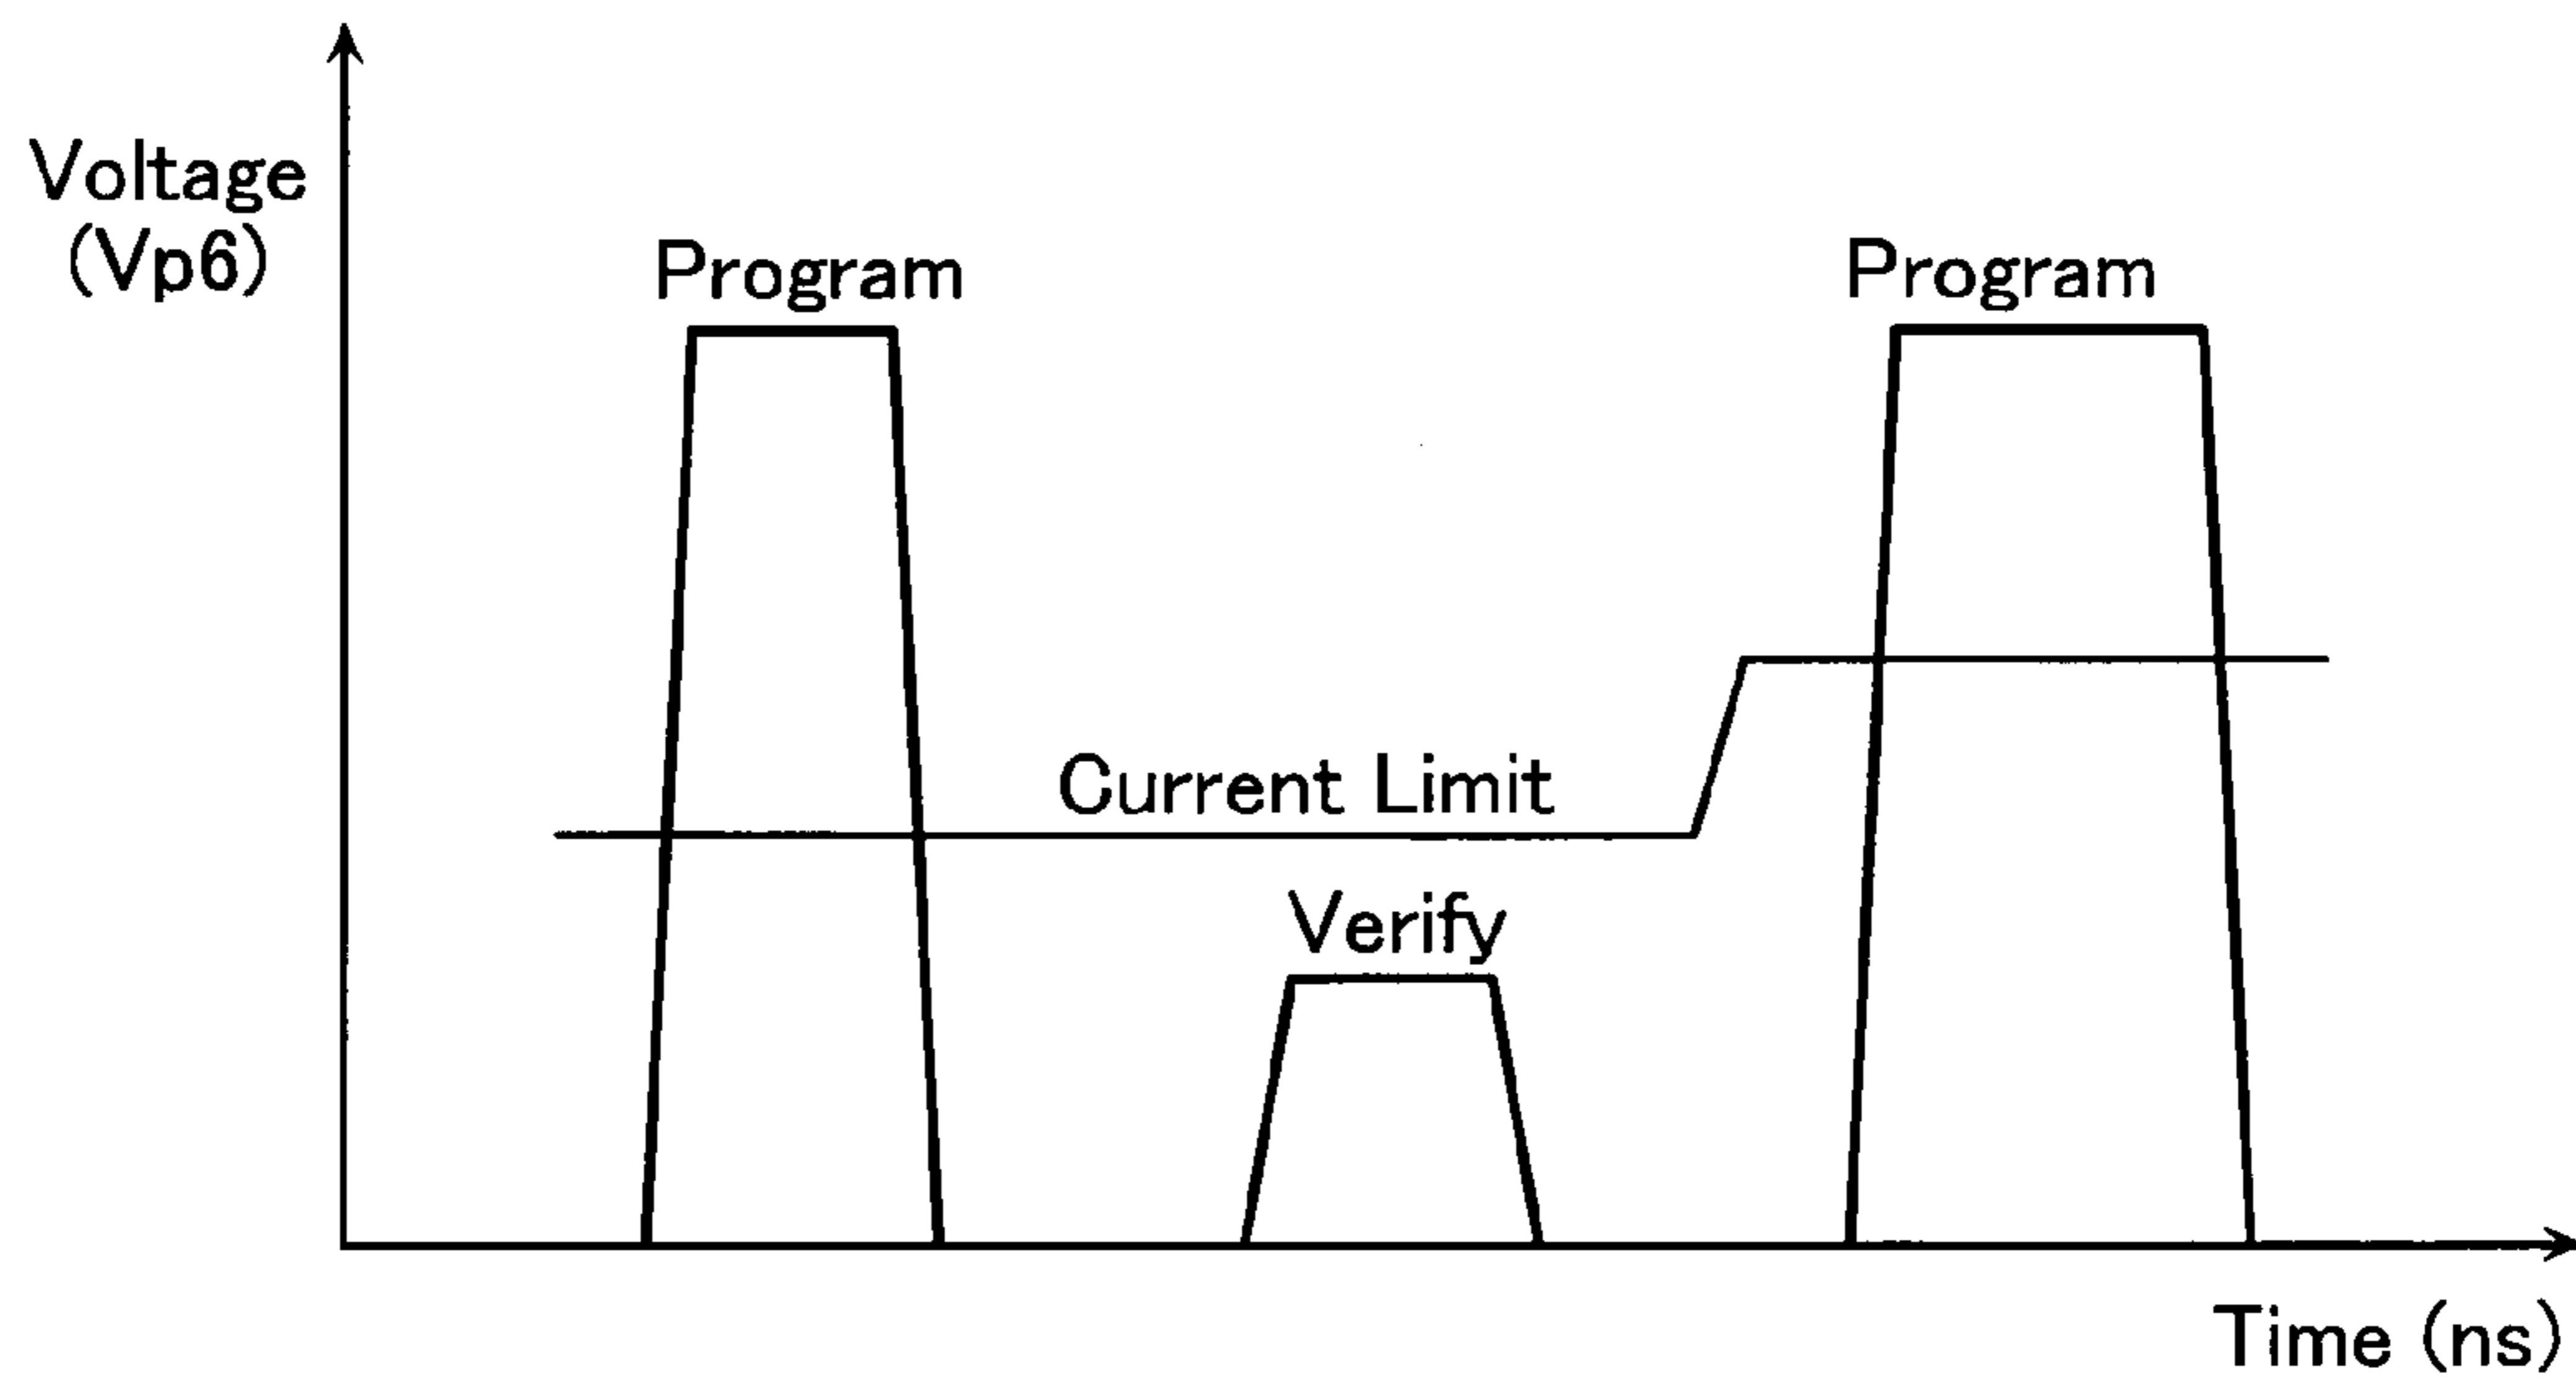 Voltage
(Vp6)
Program
Program
Current Limit
Verify
Time (ns)